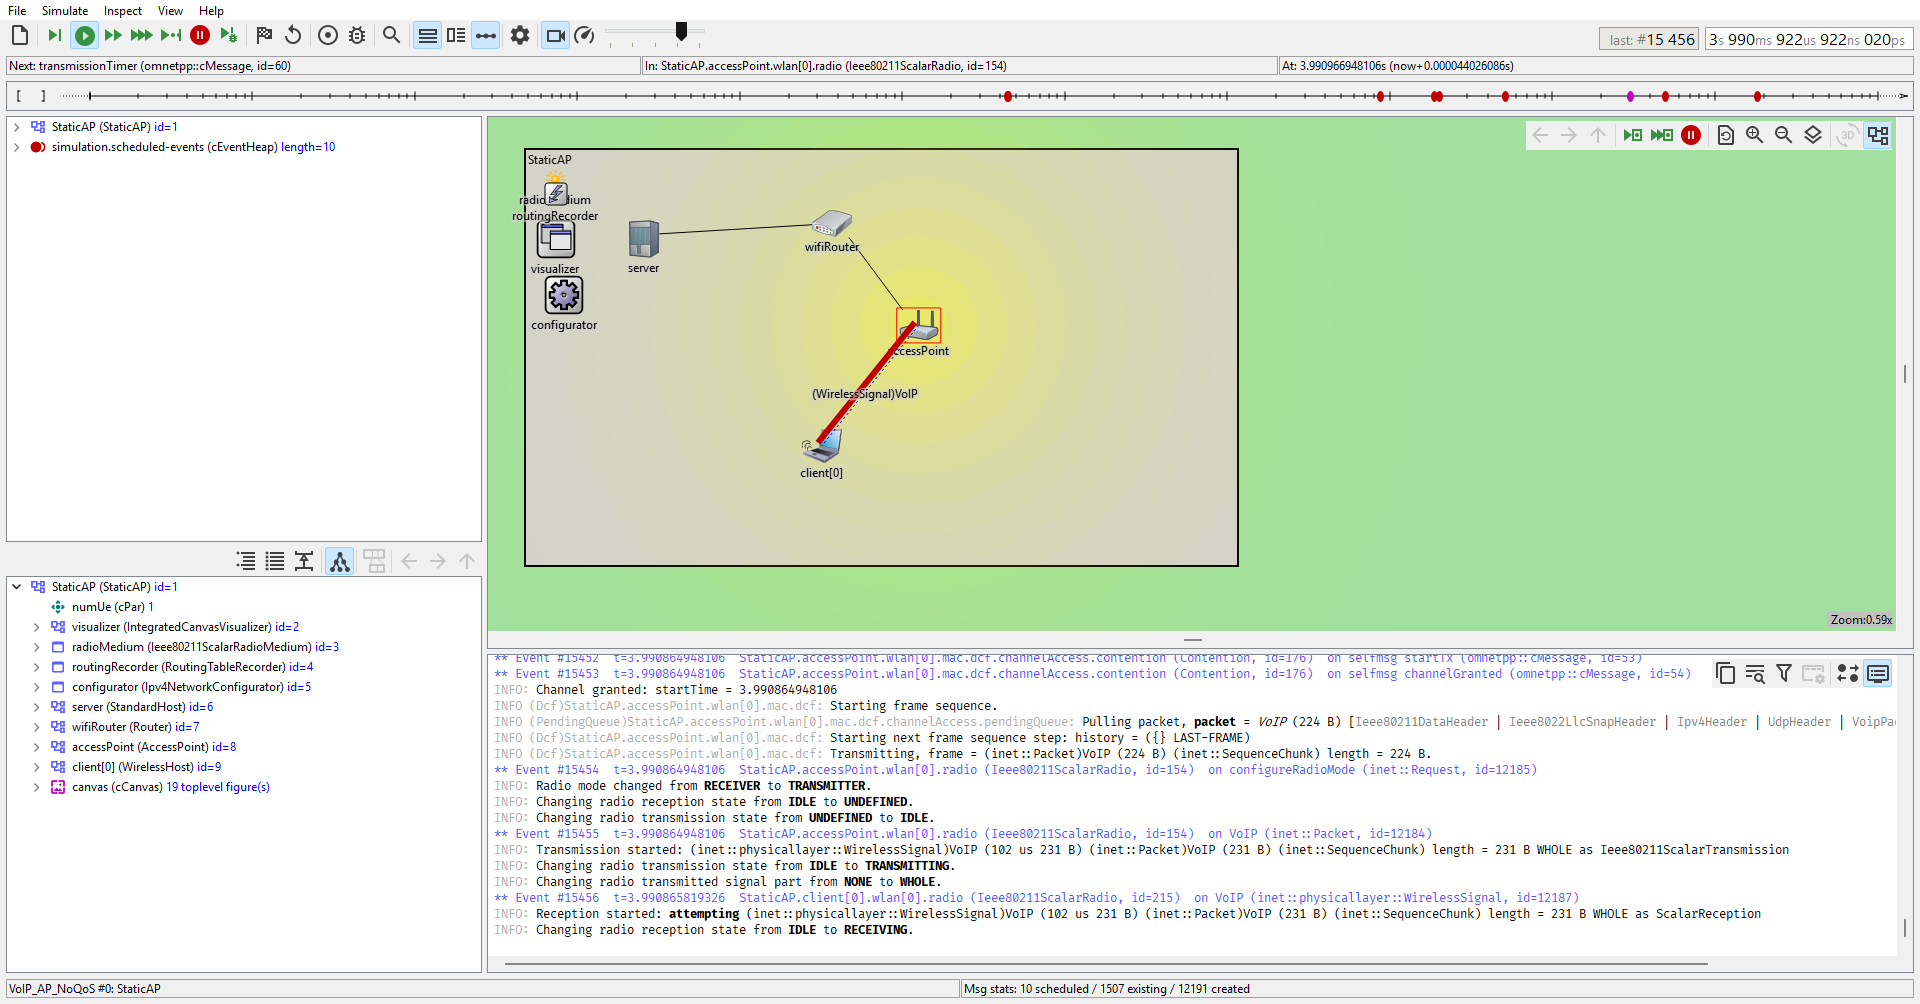 File Simulate Inspect View Help
last: #15 456 3s 990ms 922us 922ns 020ps
Next: transmissionTimer (omnetpp::cMessage, id=60) In: StaticAP.accessPoint.wlan[0].radio (Ieee80211ScalarRadio, id=154) At: 3.990966948106s (now+0.000044026086s)
[ ]
StaticAP (StaticAP) id=1
simulation.scheduled-events (cEventHeap) length=10
3D
StaticAP
routingRecorder
visualizer
configurator
server
wifiRouter
(WirelessSignal)VoIP
client[0]
Zoom:0.59x
StaticAP (StaticAP) id=1
numUe (cPar) 1
visualizer (IntegratedCanvasVisualizer) id=2
radioMedium (Ieee80211ScalarRadioMedium) id=3
routingRecorder (RoutingTableRecorder) id=4
configurator (Ipv4NetworkConfigurator) id=5
server (StandardHost) id=6
wifiRouter (Router) id=7
accessPoint (AccessPoint) id=8
client[0] (WirelessHost) id=9
canvas (cCanvas) 19 toplevel figure(s)
** Event #15452 t=3.990864948106 StaticAP.accessPoint.wlan[0].mac.dcf.channelAccess.contention (Contention, id=176) on selfmsg startTx (omnetpp::cMessage, id=53)
** Event #15453 t=3.990864948106 StaticAP.accessPoint.wlan[0].mac.dcf.channelAccess.contention (Contention, id=176) on selfmsg channelGranted (omnetpp::cMessage, id=54)
INFO: Channel granted: startTime = 3.990864948106
INFO (Dcf)StaticAP.accessPoint.wlan[0].mac.dcf: Starting frame sequence.
INFO (PendingQueue)StaticAP.accessPoint.wlan[0].mac.dcf.channelAccess.pendingQueue: Pulling packet, packet = VoIP (224 B) [Ieee80211DataHeader | Ieee8022LlcSnapHeader | Ipv4Header | UdpHeader | VoipPac
INFO (Dcf)StaticAP.accessPoint.wlan[0].mac.dcf: Starting next frame sequence step: history = ({} LAST-FRAME)
INFO (Dcf)StaticAP.accessPoint.wlan[0].mac.dcf: Transmitting, frame = (inet::Packet)VoIP (224 B) (inet::SequenceChunk) length = 224 B.
** Event #15454 t=3.990864948106 StaticAP.accessPoint.wlan[0].radio (Ieee80211ScalarRadio, id=154) on configureRadioMode (inet::Request, id=12185)
INFO: Radio mode changed from RECEIVER to TRANSMITTER.
INFO: Changing radio reception state from IDLE to UNDEFINED.
INFO: Changing radio transmission state from UNDEFINED to IDLE.
** Event #15455 t=3.990864948106 StaticAP.accessPoint.wlan[0].radio (Ieee80211ScalarRadio, id=154) on VoIP (inet::Packet, id=12184)
INFO: Transmission started: (inet::physicallayer::WirelessSignal)VoIP (102 us 231 B) (inet::Packet)VoIP (231 B) (inet::SequenceChunk) length = 231 B WHOLE as Ieee80211ScalarTransmission
INFO: Changing radio transmission state from IDLE to TRANSMITTING.
INFO: Changing radio transmitted signal part from NONE to WHOLE.
** Event #15456 t=3.990865819326 StaticAP.client[0].wlan[0].radio (Ieee80211ScalarRadio, id=215) on VoIP (inet::physicallayer::WirelessSignal, id=12187)
INFO: Reception started: attempting (inet::physicallayer::WirelessSignal)VoIP (102 us 231 B) (inet::Packet)VoIP (231 B) (inet::SequenceChunk) length = 231 B WHOLE as ScalarReception
INFO: Changing radio reception state from IDLE to RECEIVING.
VoIP_AP_NoQoS #0: StaticAP Msg stats: 10 scheduled / 1507 existing / 12191 created